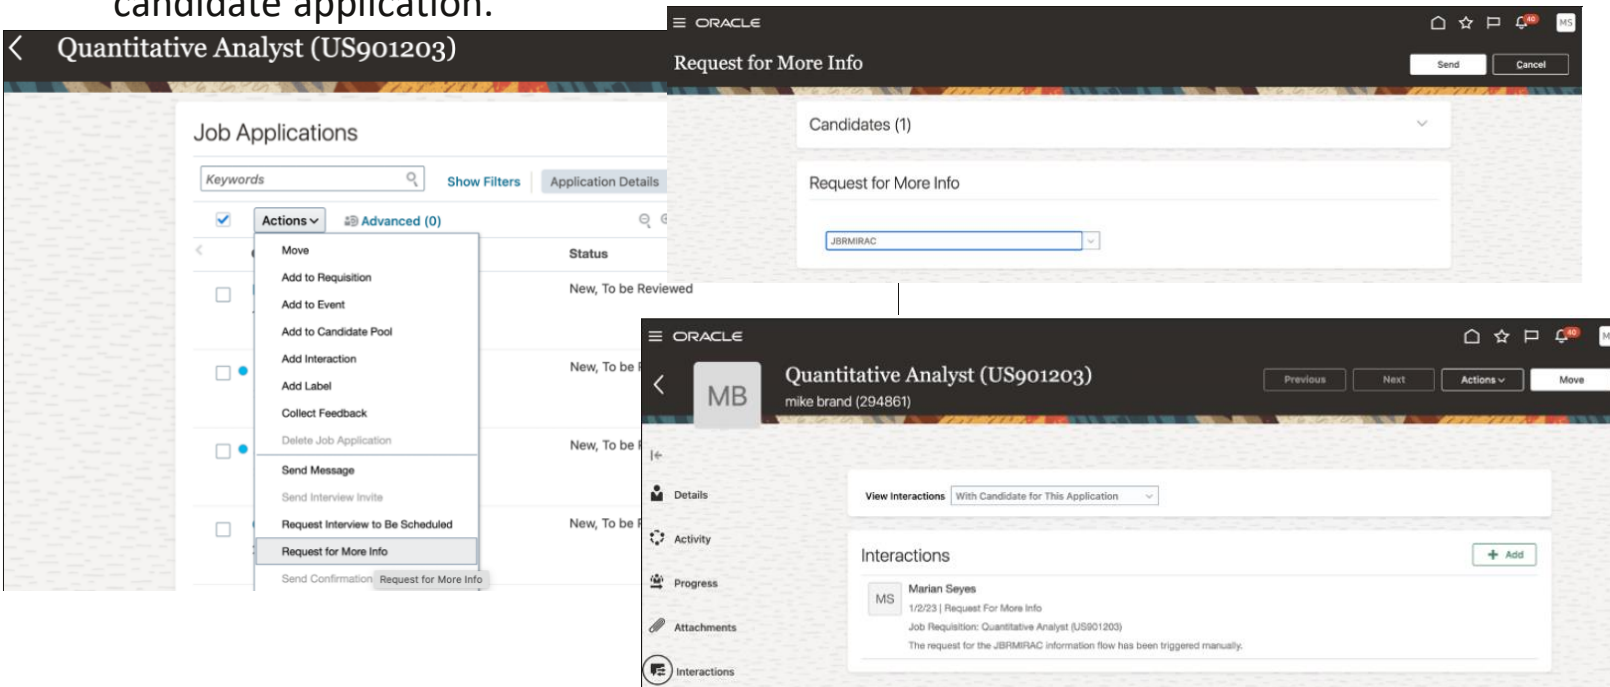 candidate application.
Quantitative Analyst (US901203)
Job Applications
Keywords
Show Filters
Application Details
Actions
Advanced (0)
Status
Move
Add to Requisition
Add to Event
Add to Candidate Pool
Add Interaction
Add Label
Collect Feedback
Delete Job Application
Send Message
Send Interview Invite
Request Interview to Be Scheduled
Request for More Info
Send Confirmation
Request for More Info
New, To be Reviewed
New, To be
New, To be
New, To be
ORACLE
40
MS
Request for More Info
Send
Cancel
Candidates (1)
Request for More Info
JBRMIRAC
ORACLE
40
MB
Quantitative Analyst (US901203)
mike brand (294861)
Previous
Next
Actions
Move
Details
Activity
Progress
Attachments
Interactions
View Interactions With Candidate for This Application
Interactions
+ Add
MS
Marian Seyes
1/2/23 | Request For More Info
Job Requisition: Quantitative Analyst (US901203)
The request for the JBRMIRAC information flow has been triggered manually.